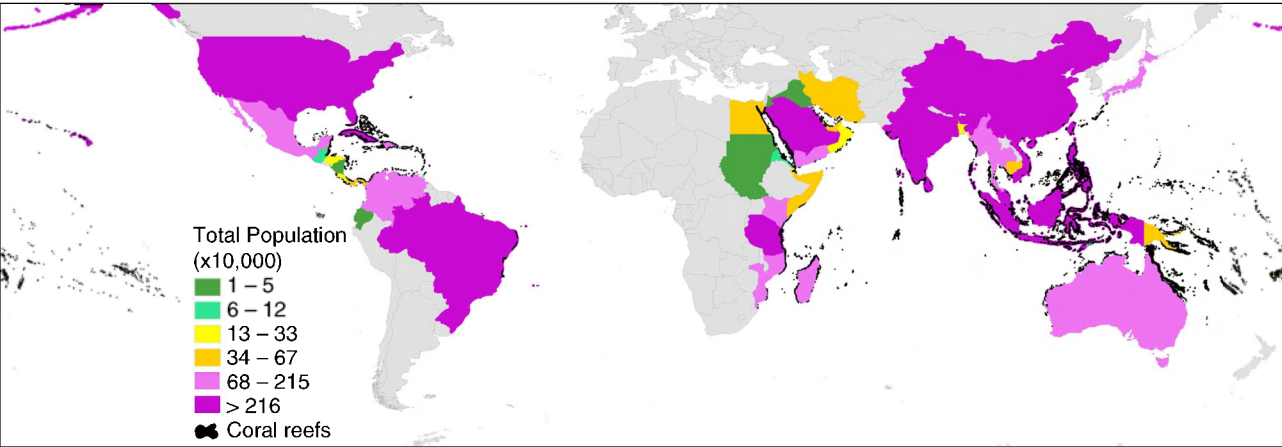 Total Population
(x10,000)
1 – 5
6 – 12
13 – 33
34 – 67
68 – 215
> 216
Coral reefs